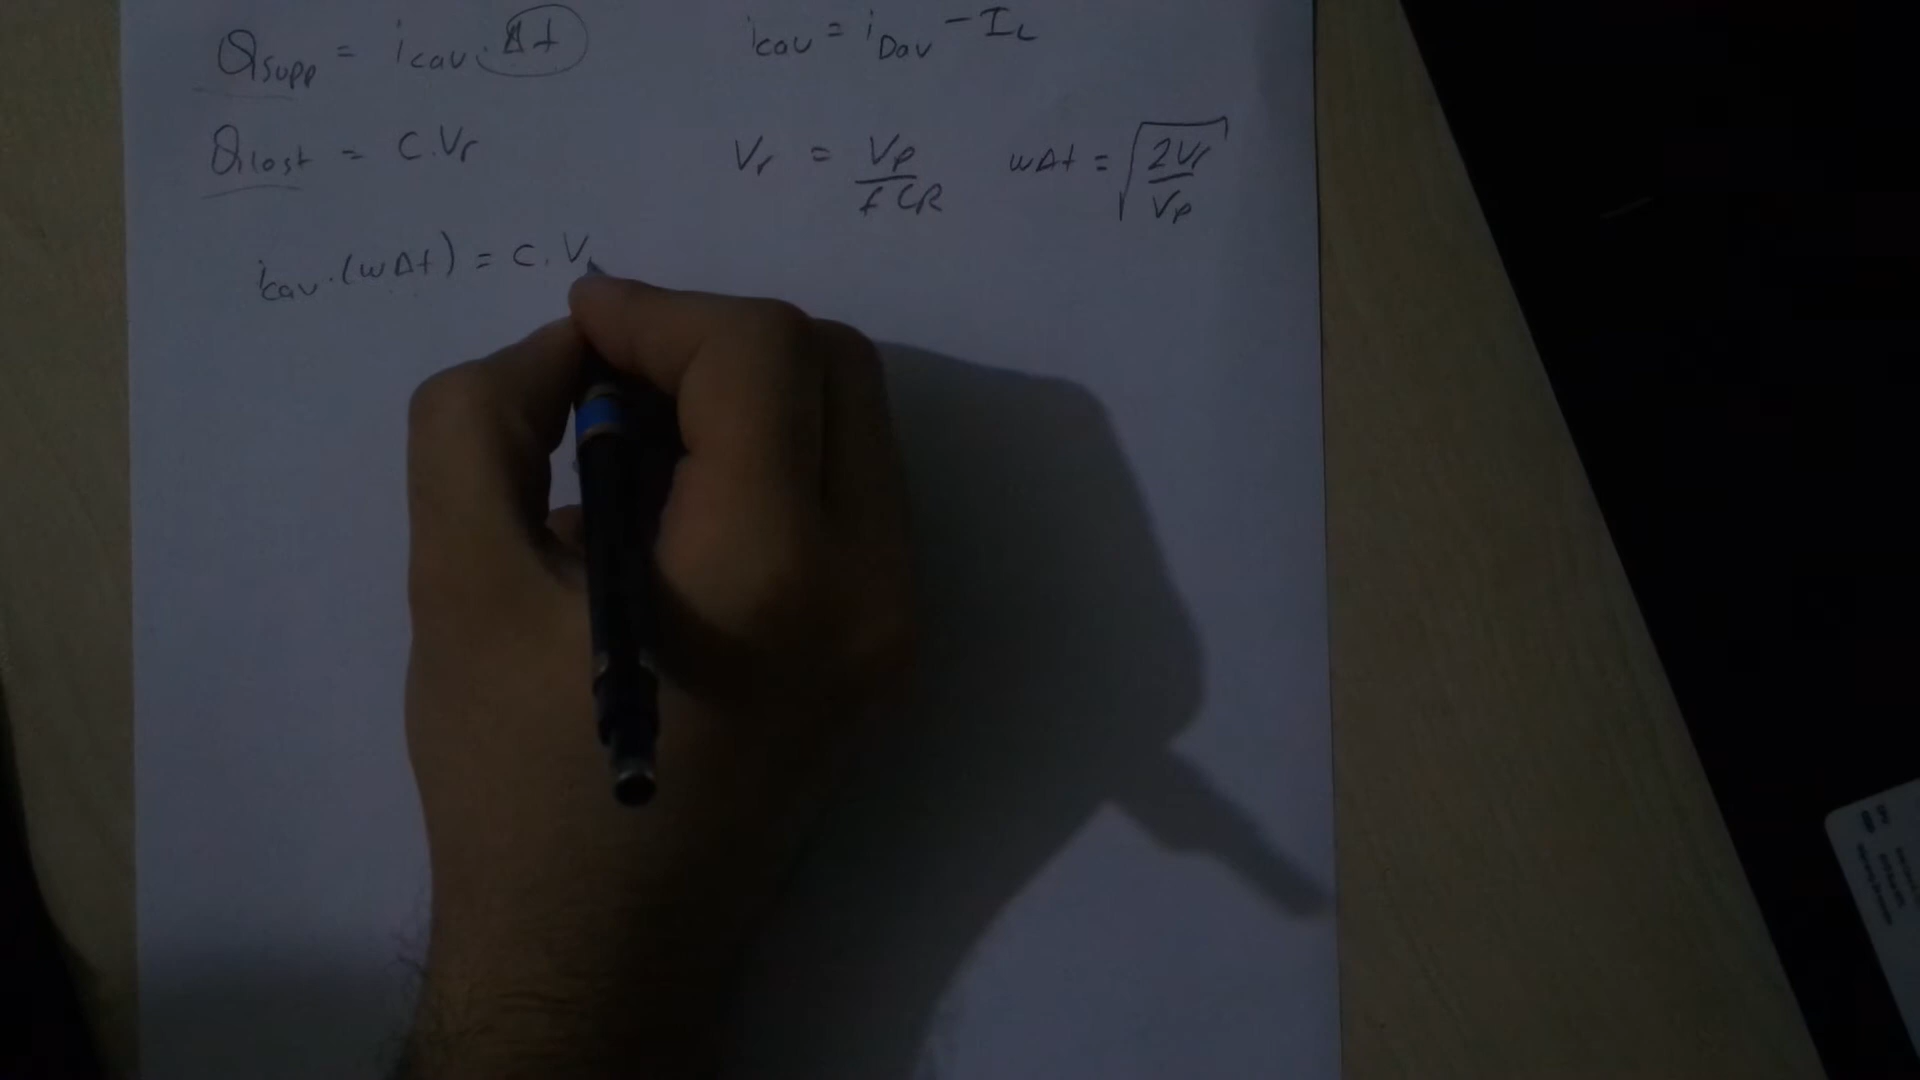 Qsupp = icav . Δt    icav = iDav - IL
Qlost = C.Vr    Vr = Vp / fCR    wΔt = √(2Vr / Vp)
icav.(wΔt) = C.V